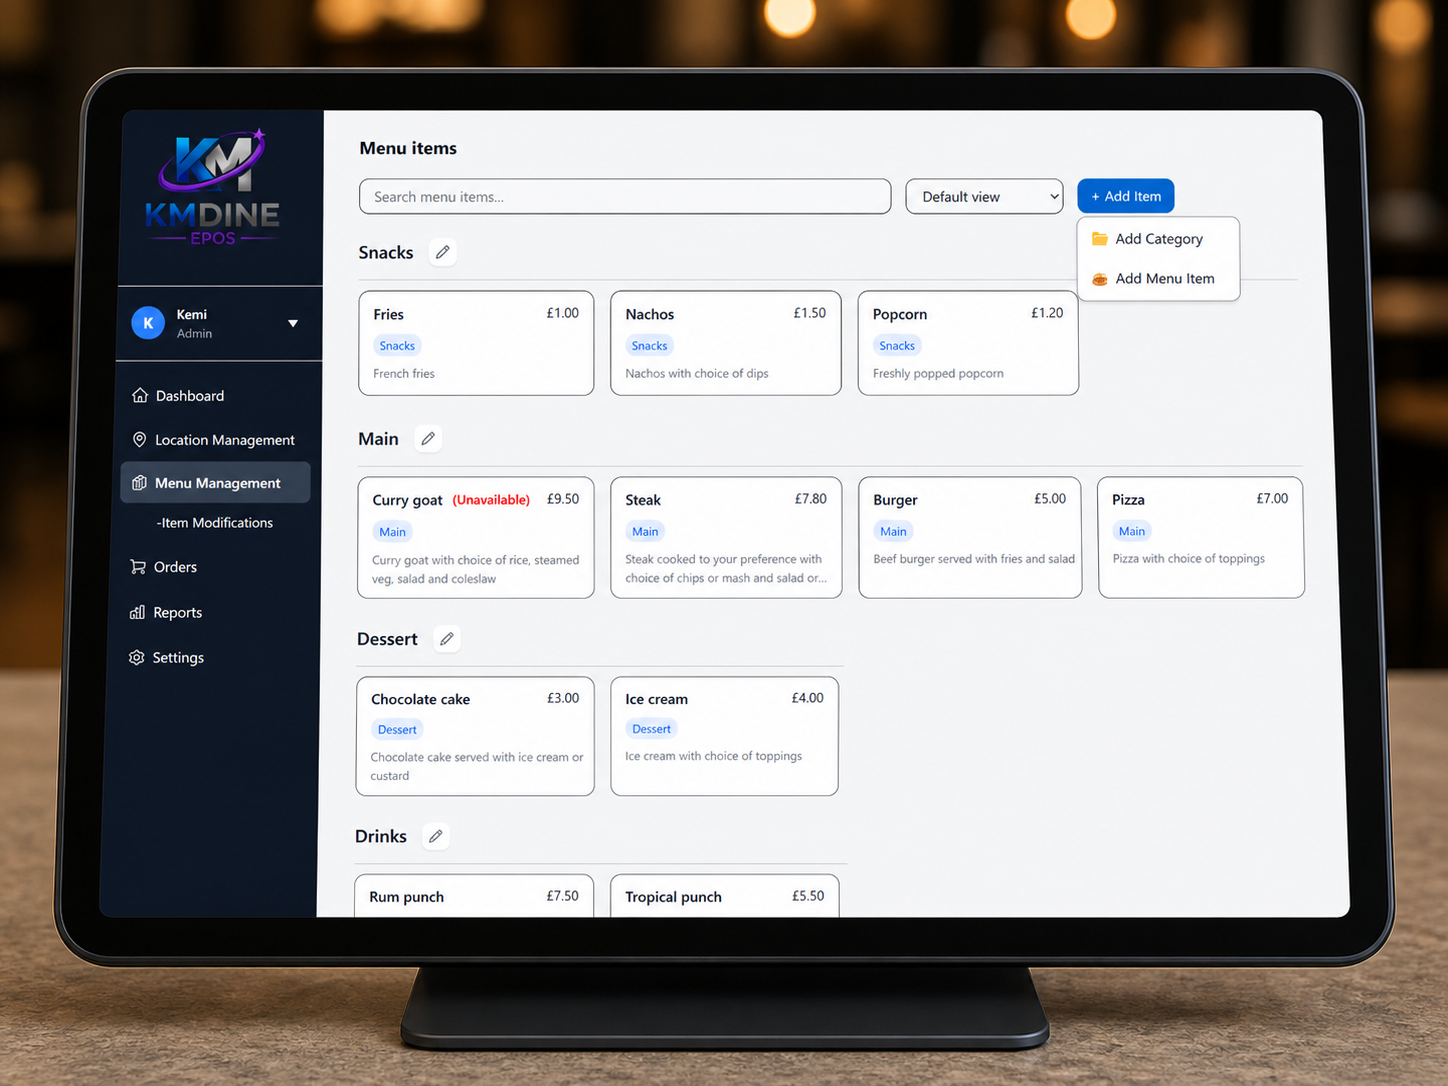 KM
KMDINE
EPOS
K
Kemi
Admin
Dashboard
Location Management
Menu Management
-Item Modifications
Orders
Reports
Settings
Menu items
Search menu items...
Default view
+ Add Item
Add Category
Add Menu Item
Snacks
Fries £1.00
Snacks
French fries
Nachos £1.50
Snacks
Nachos with choice of dips
Popcorn £1.20
Snacks
Freshly popped popcorn
Main
Curry goat (Unavailable) £9.50
Main
Curry goat with choice of rice, steamed
veg, salad and coleslaw
Steak £7.80
Main
Steak cooked to your preference with
choice of chips or mash and salad or...
Burger £5.00
Main
Beef burger served with fries and salad
Pizza £7.00
Main
Pizza with choice of toppings
Dessert
Chocolate cake £3.00
Dessert
Chocolate cake served with ice cream or
custard
Ice cream £4.00
Dessert
Ice cream with choice of toppings
Drinks
Rum punch £7.50
Tropical punch £5.50